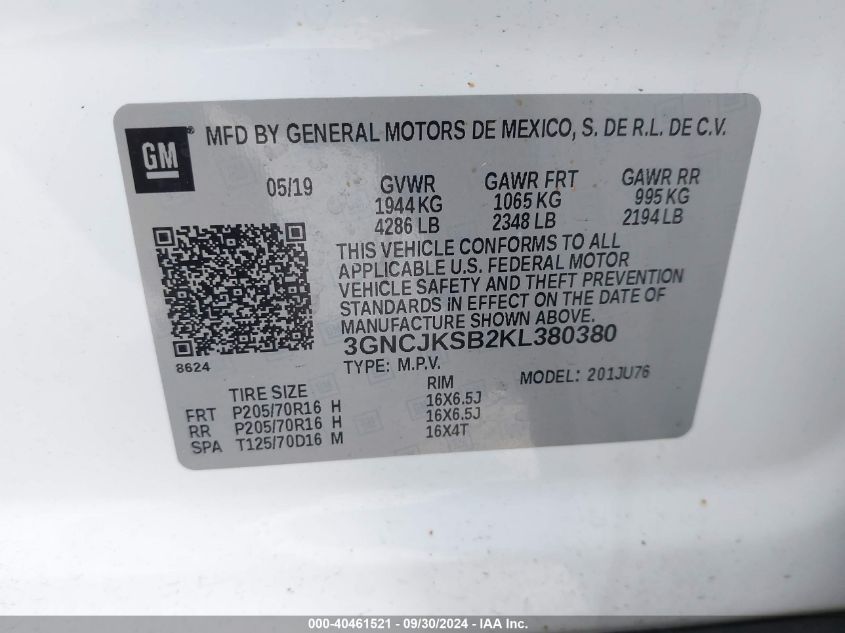 GM ® MFD BY GENERAL MOTORS DE MEXICO, S. DE R.L. DE C.V.
05/19 GVWR GAWR FRT GAWR RR
1944 KG 1065 KG 995 KG
4286 LB 2348 LB 2194 LB
THIS VEHICLE CONFORMS TO ALL
APPLICABLE U.S. FEDERAL MOTOR
VEHICLE SAFETY AND THEFT PREVENTION
STANDARDS IN EFFECT ON THE DATE OF
MANUFACTURE SHOWN ABOVE.
3GNCJKSB2KL380380
8624 TYPE: M.P.V. MODEL: 201JU76
TIRE SIZE RIM
FRT P205/70R16 H 16X6.5J
RR P205/70R16 H 16X6.5J
SPA T125/70D16 M 16X4T
000-40461521 - 09/30/2024 - IAA Inc.